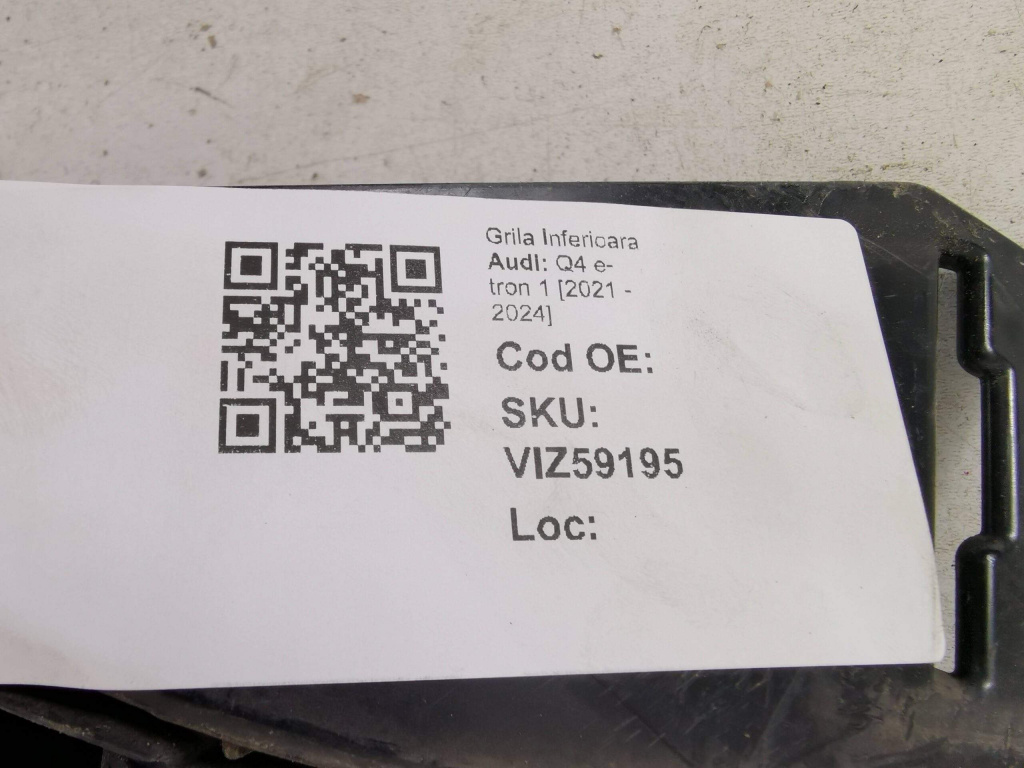 Grila Inferioara
Audi: Q4 e-
tron 1 [2021 -
2024]
Cod OE:
SKU:
VIZ59195
Loc: